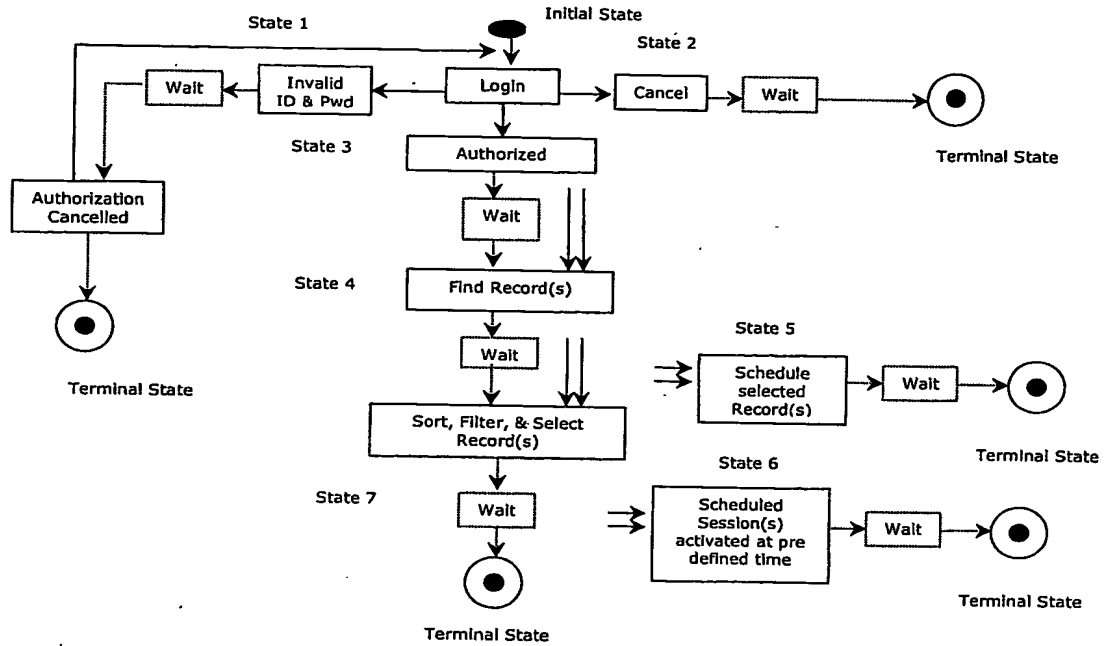 State 1
Initial State
State 2
Wait
Invalid
ID & Pwd
Login
Cancel
Wait
Terminal State
State 3
Authorized
Authorization
Cancelled
Wait
State 4
Find Record(s)
Terminal State
Wait
State 5
Schedule
selected
Record(s)
Wait
Terminal State
Sort, Filter, & Select
Record(s)
State 6
State 7
Wait
Scheduled
Session(s)
activated at pre
defined time
Wait
Terminal State
Terminal State